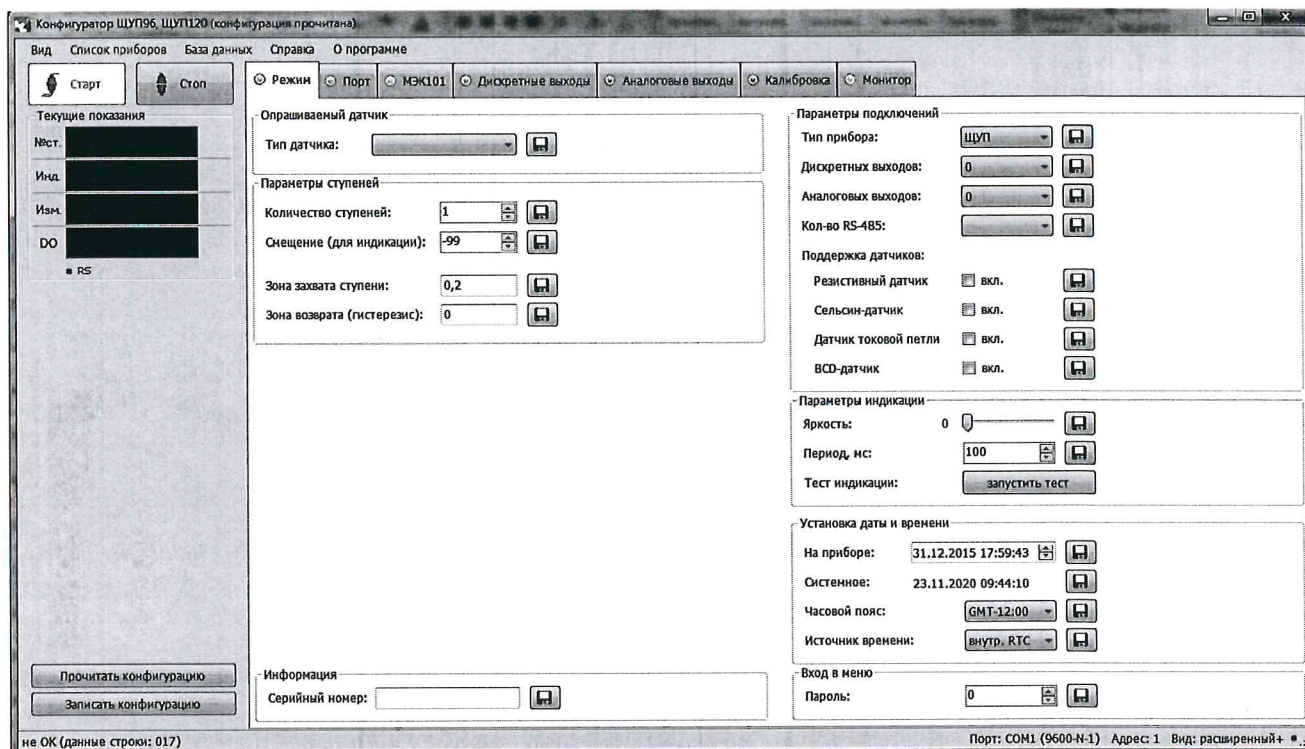 Конфигуратор ЩУП96, ЩУП120 (конфигурация прочитана)
Вид Список приборов База данных Справка О программе
Старт Стоп
Режим Порт МЭК101 Дискретные выходы Аналоговые выходы Калибровка Монитор
Текущие показания
№ст.
Инд.
Изм.
DO
RS
Опрашиваемый датчик
Тип датчика:
Параметры ступеней
Количество ступеней: 1
Смещение (для индикации): -99
Зона захвата ступени: 0,2
Зона возврата (гистерезис): 0
Параметры подключений
Тип прибора: ЩУП
Дискретных выходов: 0
Аналоговых выходов: 0
Кол-во RS-485:
Поддержка датчиков:
Резистивный датчик вкл.
Сельсин-датчик вкл.
Датчик токовой петли вкл.
BCD-датчик вкл.
Параметры индикации
Яркость: 0
Период, мс: 100
Тест индикации: запустить тест
Установка даты и времени
На приборе: 31.12.2015 17:59:43
Системное: 23.11.2020 09:44:10
Часовой пояс: GMT-12:00
Источник времени: внутр. RTC
Прочитать конфигурацию
Записать конфигурацию
Информация
Серийный номер:
Вход в меню
Пароль: 0
не ОК (данные строки: 017)
Порт: COM1 (9600-N-1) Адрес: 1 Вид: расширенный+